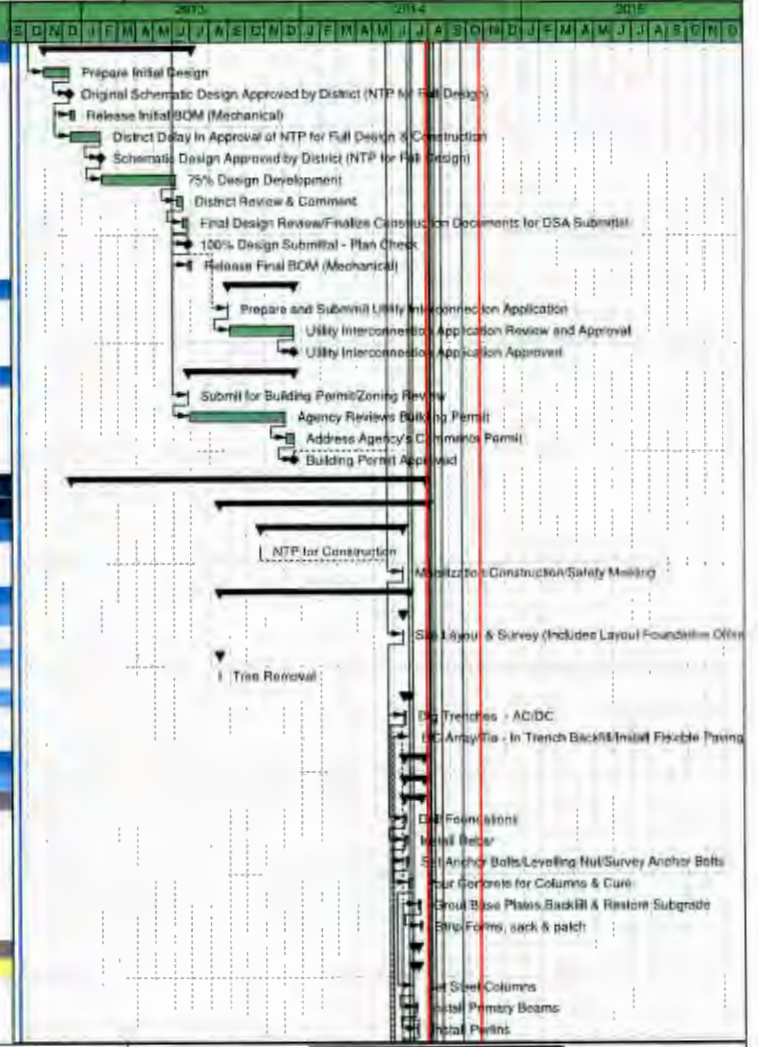 2013 2014 2015
S O N D J F M A M J J A S O N D J F M A M J J A S O N D J F M A M J J A S O N D
Prepare Initial Design
Original Schematic Design Approved by District (NTP for Full Design)
Release Initial BOM (Mechanical)
District Delay in Approval of NTP for Full Design & Construction
Schematic Design Approved by District (NTP for Full Design)
75% Design Development
District Review & Comment
Final Design Review/Finalize Construction Documents for DSA Submittal
100% Design Submittal - Plan Check
Release Final BOM (Mechanical)
Prepare and Submmit Utility Interconnection Application
Utility Interconnection Application Review and Approval
Utility Interconnection Application Approved
Submit for Building Permit/Zoning Review
Agency Reviews Building Permit
Address Agency's Comments Permit
Building Permit Approved
NTP for Construction
Mobilization Construction/Safety Meeting
Site Layout & Survey (Includes Layout Foundation
Tree Removal
Dig Trenches - AC/DC
DC Array/Tie - In Trench Backfill/Install Flexible Paving
Drill Foundations
Install Rebar
Set Anchor Bolts/Levelling Nut/Survey Anchor Bolts
Pour Concrete for Columns & Cure
Grout Base Plates, Backfill & Restore Subgrade
Strip Forms, sack & patch
Set Steel Columns
Install Primary Beams
Install Purlins